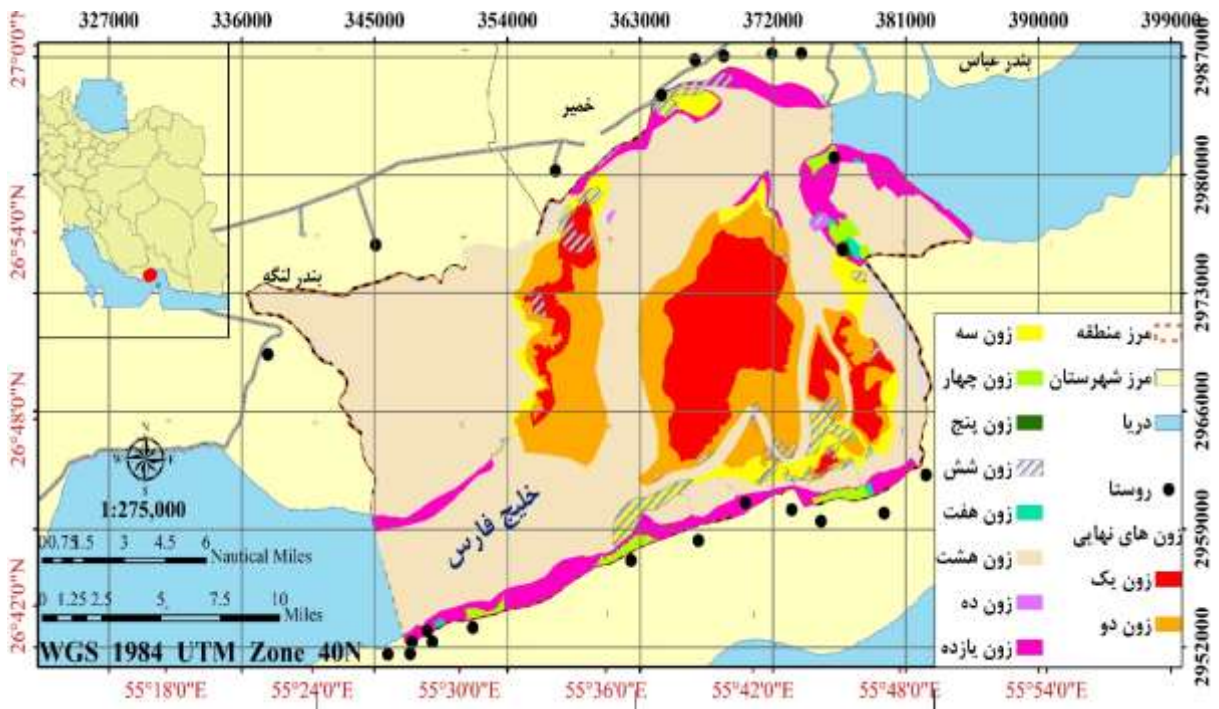 327000 336000 345000 354000 363000 372000 381000 390000 399000
27°0'0"N
2987000
بندر عباس
خمیر
2980000
26°54'0"N
بندر لنگه
2973000
زون سه
مرز منطقه
زون چهار
مرز شهرستان
26°48'0"N
2966000
زون پنج
دریا
زون شش
روستا
1:275,000
خلیج فارس
زون هفت
زون های نهایی
2959000
00.751.5 3 4.5 6
Nautical Miles
زون هشت
زون یک
26°42'0"N
0 1.25 2.5 5 7.5 10
Miles
زون ده
زون دو
زون یازده
WGS 1984 UTM Zone 40N
2952000
55°18'0"E 55°24'0"E 55°30'0"E 55°36'0"E 55°42'0"E 55°48'0"E 55°54'0"E